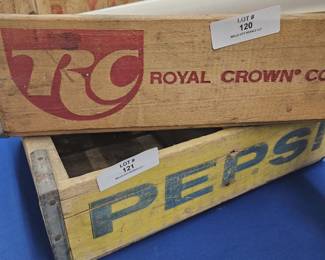 LOT #
120
RC
ROYAL CROWN® CO
LOT #
121
PEPSI